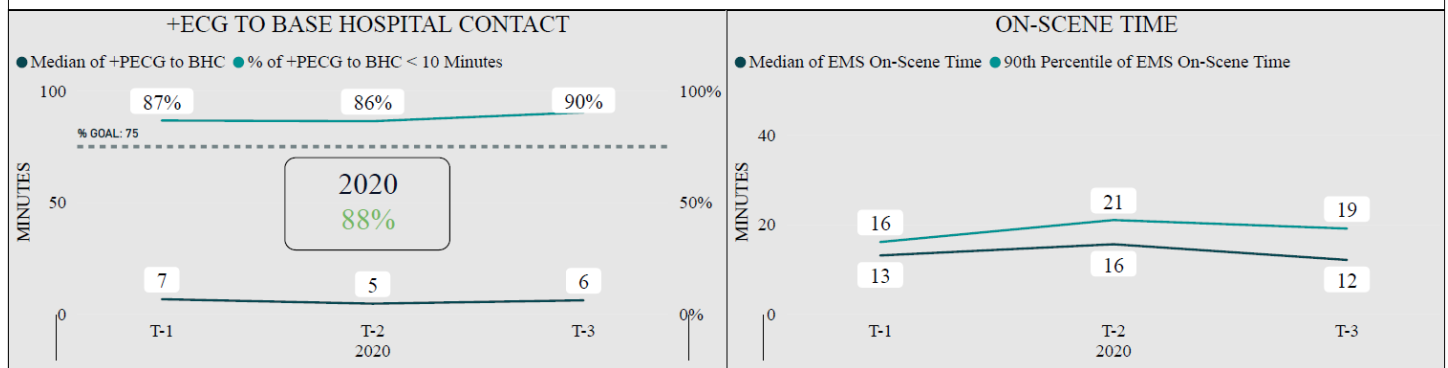 +ECG TO BASE HOSPITAL CONTACT
Median of +PECG to BHC % of +PECG to BHC < 10 Minutes
100
100%
87%
86%
90%
% GOAL: 75
2020
88%
MINUTES
50
50%
7
5
6
0
0%
T-1
T-2
T-3
2020
ON-SCENE TIME
Median of EMS On-Scene Time 90th Percentile of EMS On-Scene Time
40
MINUTES
20
16
21
19
13
16
12
0
T-1
T-2
T-3
2020